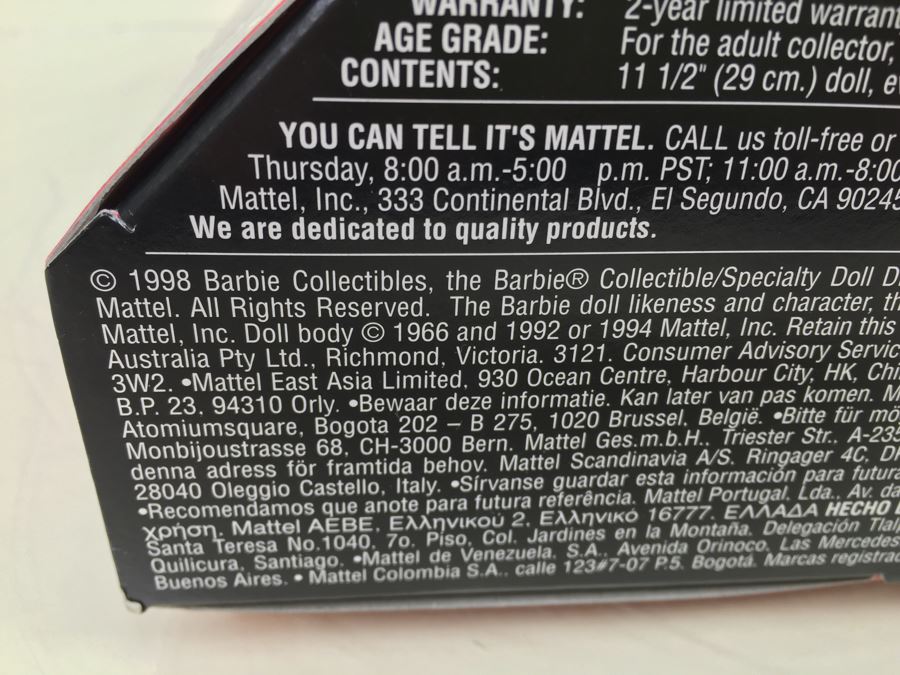 WARRANTY: 2-year limited
AGE GRADE: For the adult collector,
CONTENTS: 11 1/2" (29 cm.) doll,
YOU CAN TELL IT'S MATTEL. CALL us toll-free or
Thursday, 8:00 a.m.-5:00 p.m. PST; 11:00 a.m.-8:00
Mattel, Inc., 333 Continental Blvd., El Segundo, CA 90245
We are dedicated to quality products.
© 1998 Barbie Collectibles, the Barbie® Collectible/Specialty Doll
Mattel. All Rights Reserved. The Barbie doll likeness and character,
Mattel, Inc. Doll body © 1966 and 1992 or 1994 Mattel, Inc. Retain this
Australia Pty Ltd., Richmond, Victoria. 3121. Consumer Advisory
3W2. •Mattel East Asia Limited, 930 Ocean Centre, Harbour City, HK,
B.P. 23, 94310 Orly. •Bewaar deze informatie. Kan later van pas komen.
Atomiumsquare, Bogota 202 – B 275, 1020 Brussel, België. •Bitte für
Monbijoustrasse 68, CH-3000 Bern. Mattel Ges.m.b.H., Triester Str.,
denna adress för framtida behov. Mattel Scandinavia A/S. Ringager 4C,
28040 Oleggio Castello, Italy. •Sírvanse guardar esta información para
•Recomendamos que anote para futura referência. Mattel Portugal, Lda., Av.
χρήση. Mattel AEBE, Ελληνικού 2, Ελληνικό 16777. ΕΛΛΑΔΑ HECHO
Santa Teresa No.1040, 7o. Piso, Col. Jardines en la Montaña. Delegación
Quilicura, Santiago. •Mattel de Venezuela, S.A., Avenida Orinoco, Las
Buenos Aires. • Mattel Colombia S.A., calle 123#7-07 P.5. Bogotá. Marcas